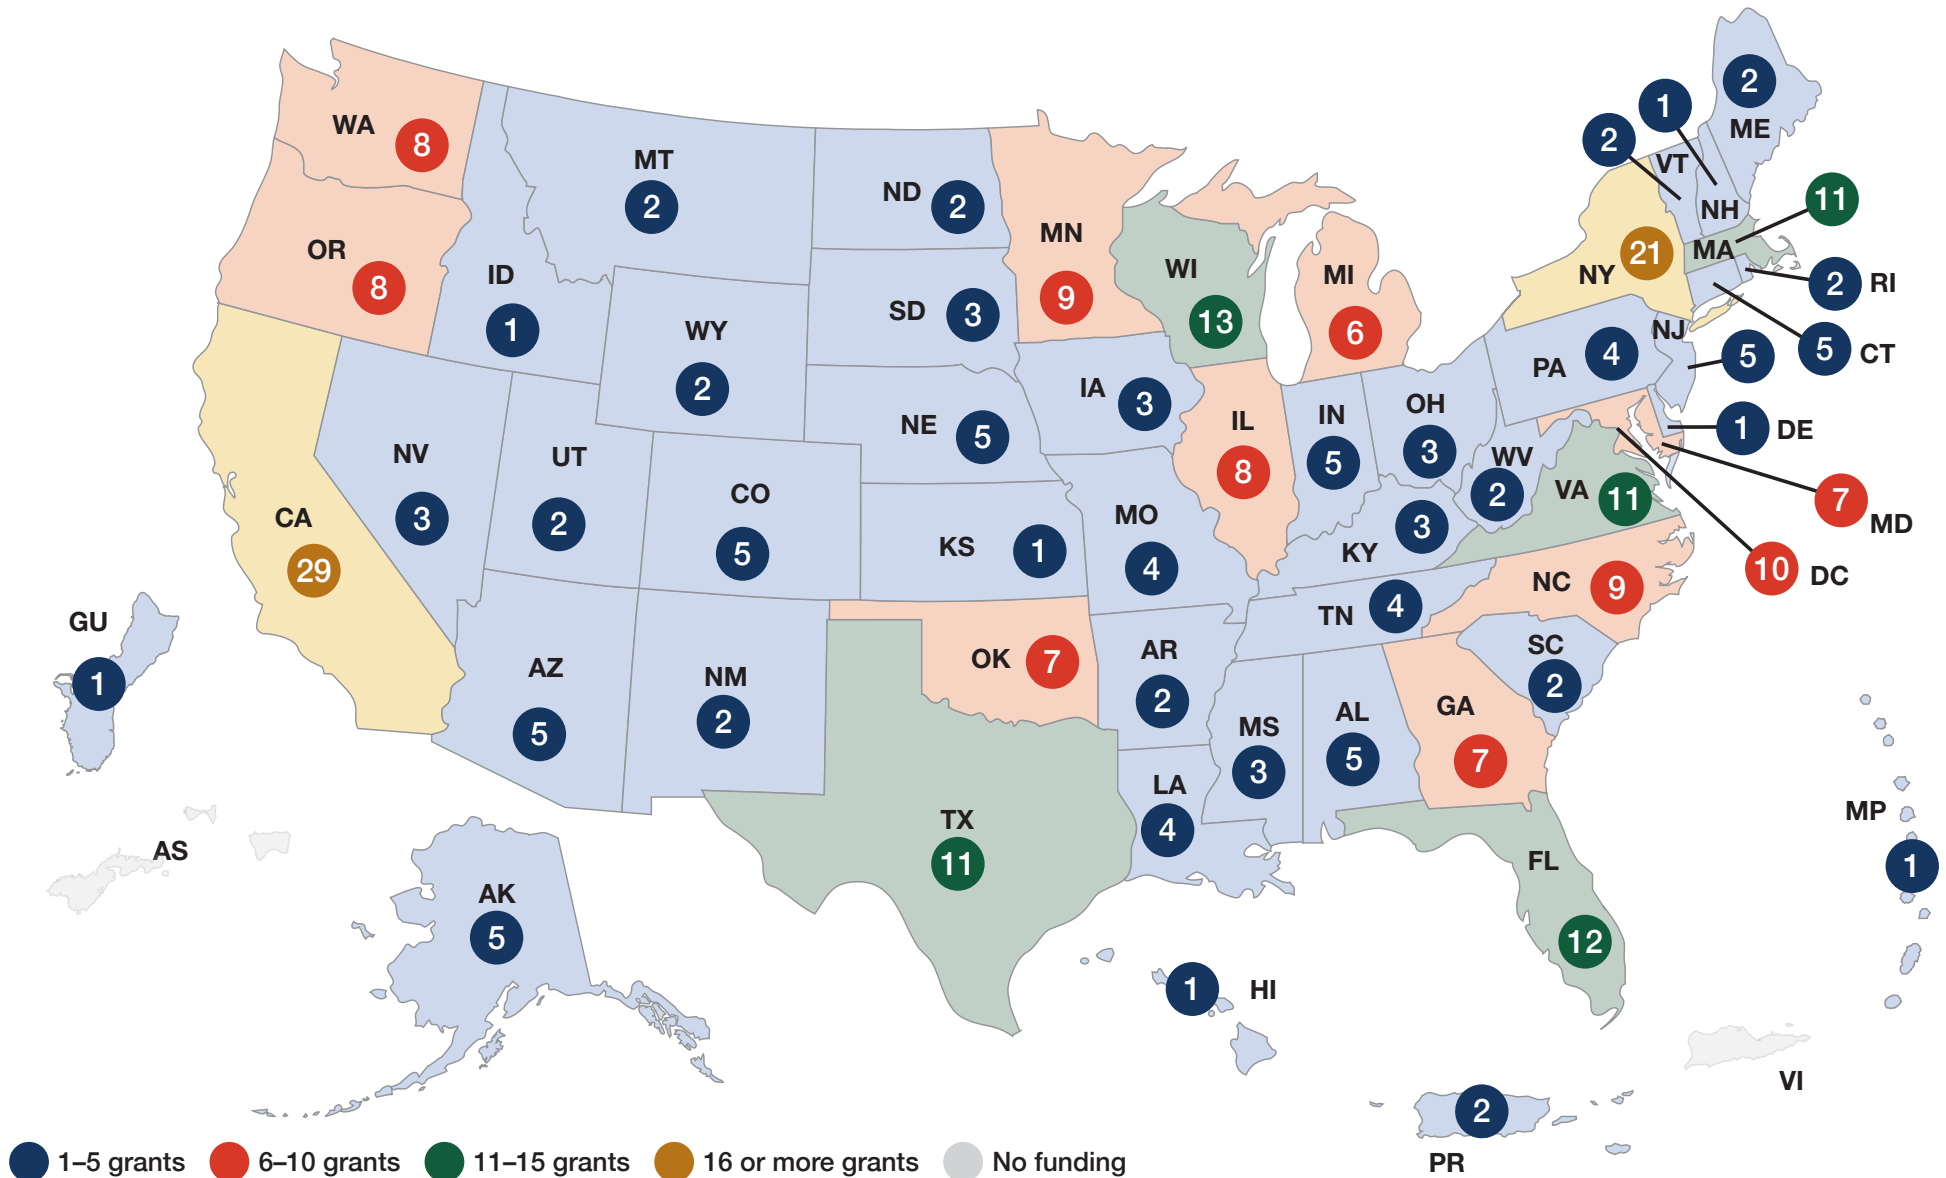 WA 8
OR 8
CA 29
ID 1
NV 3
MT 2
WY 2
UT 2
CO 5
AZ 5
NM 2
ND 2
SD 3
NE 5
KS 1
OK 7
TX 11
MN 9
IA 3
MO 4
AR 2
LA 4
WI 13
IL 8
MI 6
IN 5
OH 3
KY 3
TN 4
MS 3
AL 5
GA 7
FL 12
SC 2
NC 9
VA 11
WV 2
PA 4
NY 21
VT 2
NH 1
ME 2
MA 11
RI 2
CT 5
NJ 5
DE 1
MD 7
DC 10
GU 1
AS
AK 5
HI 1
PR 2
VI
MP 1
1–5 grants
6–10 grants
11–15 grants
16 or more grants
No funding